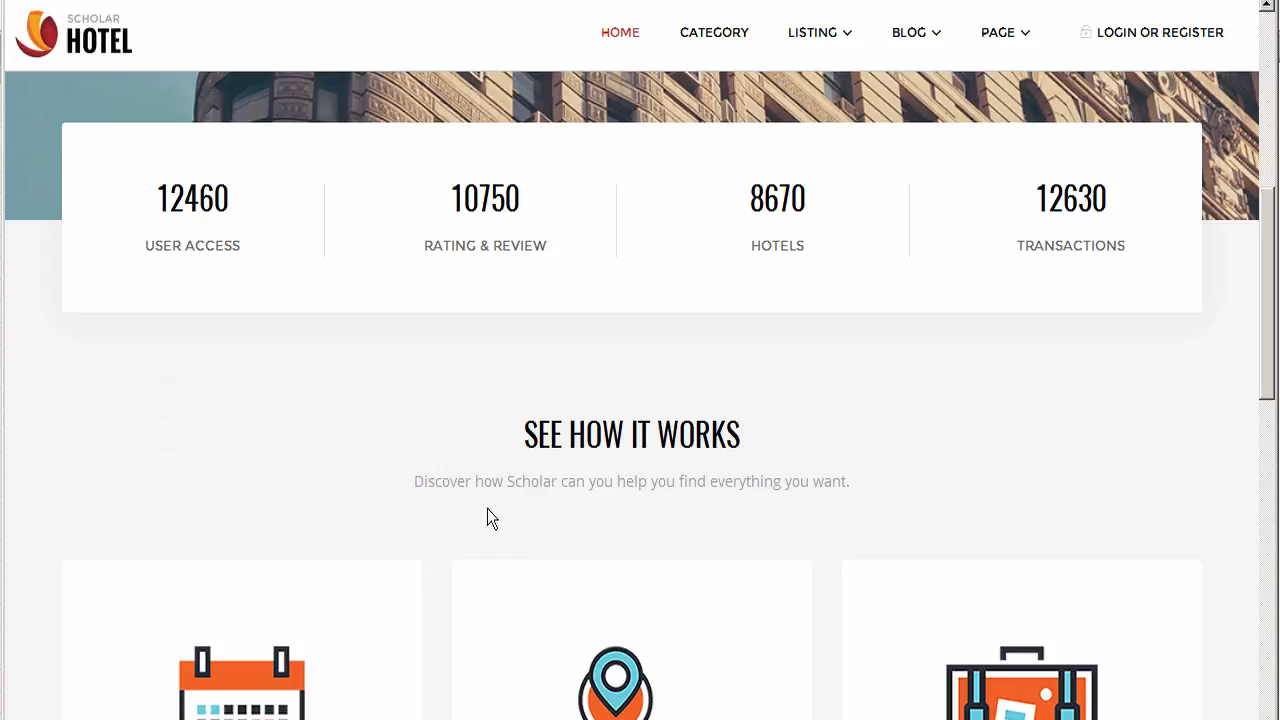 SCHOLAR
HOTEL
HOME CATEGORY LISTING BLOG PAGE LOGIN OR REGISTER
12460 10750 8670 12630
USER ACCESS RATING & REVIEW HOTELS TRANSACTIONS
SEE HOW IT WORKS
Discover how Scholar can you help you find everything you want.